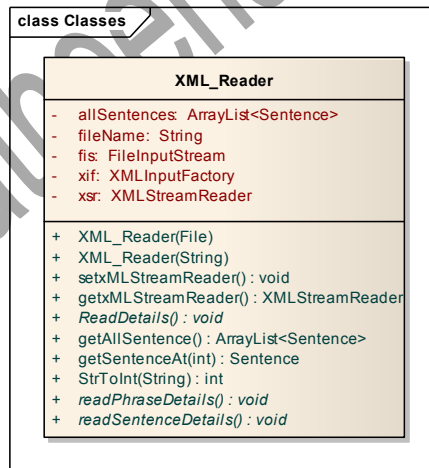 class Classes
XML_Reader
- allSentences: ArrayList<Sentence>
- fileName: String
- fis: FileInputStream
- xif: XMLInputFactory
- xsr: XMLStreamReader
+ XML_Reader(File)
+ XML_Reader(String)
+ setxMLStreamReader() : void
+ getxMLStreamReader() : XMLStreamReader
+ ReadDetails() : void
+ getAllSentence() : ArrayList<Sentence>
+ getSentenceAt(int) : Sentence
+ StrToInt(String) : int
+ readPhraseDetails() : void
+ readSentenceDetails() : void